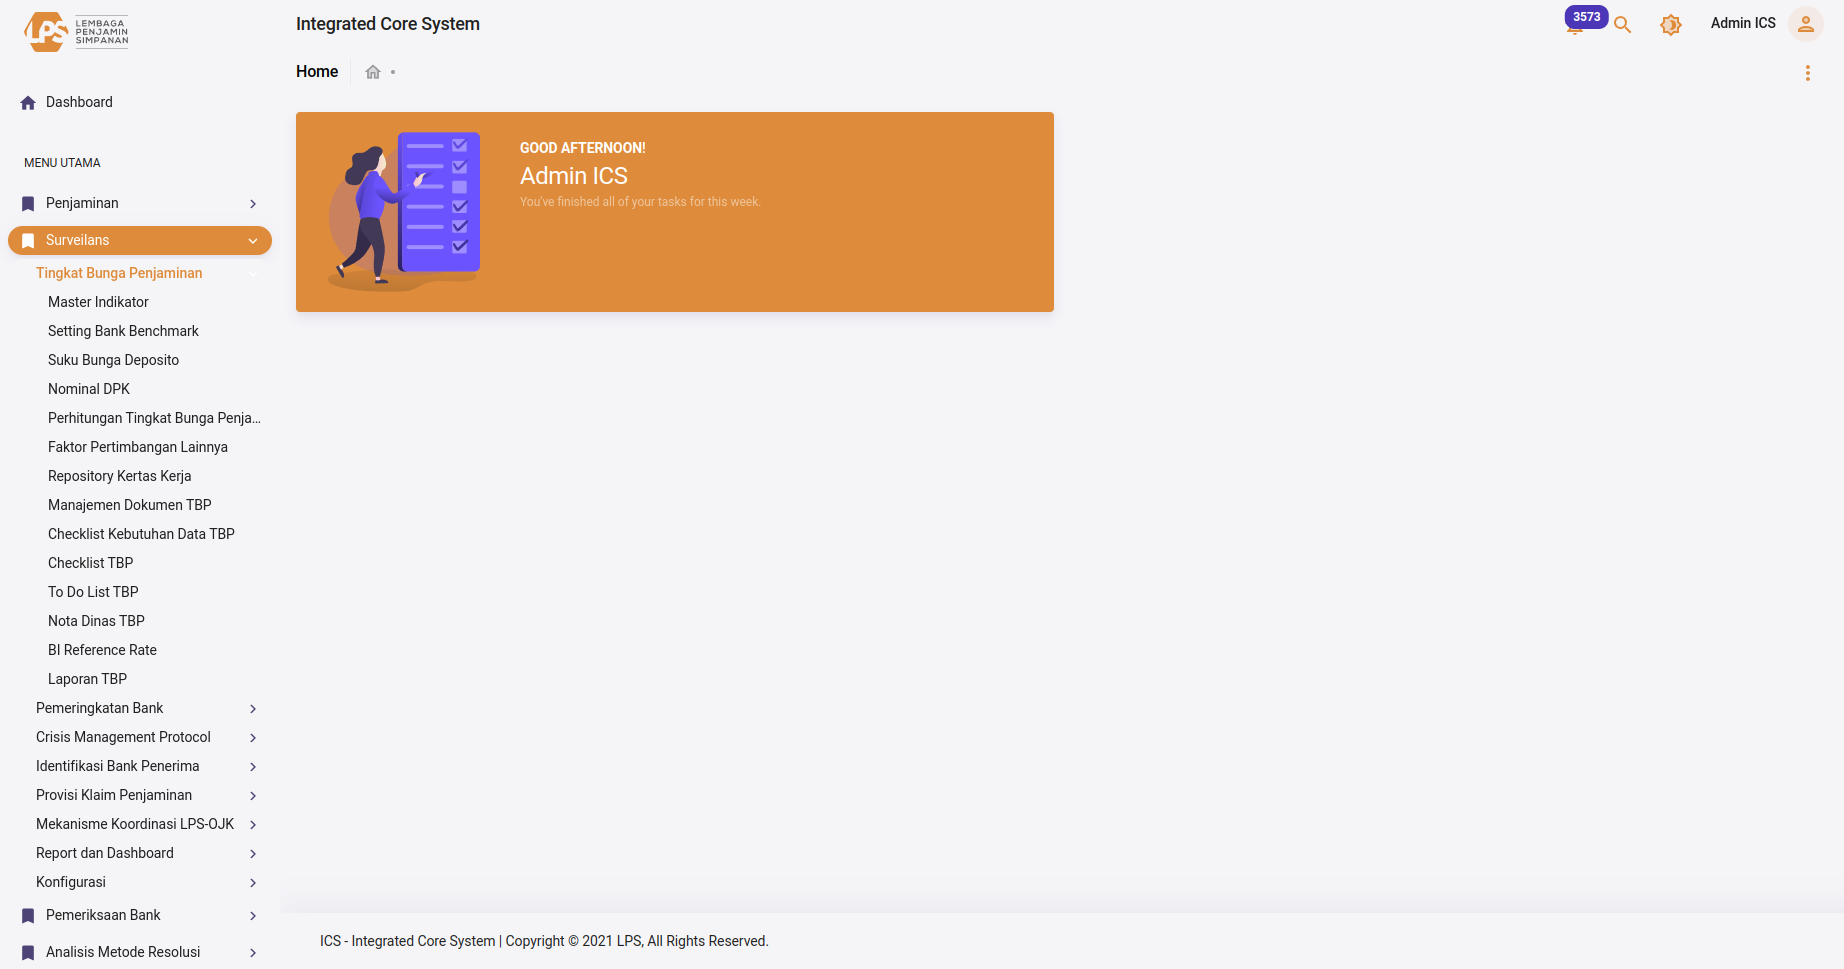 LPS
LEMBAGA
PENJAMIN
SIMPANAN
Integrated Core System
3573
Admin ICS
Home
Dashboard
MENU UTAMA
Penjaminan
Surveilans
Tingkat Bunga Penjaminan
Master Indikator
Setting Bank Benchmark
Suku Bunga Deposito
Nominal DPK
Perhitungan Tingkat Bunga Penja...
Faktor Pertimbangan Lainnya
Repository Kertas Kerja
Manajemen Dokumen TBP
Checklist Kebutuhan Data TBP
Checklist TBP
To Do List TBP
Nota Dinas TBP
BI Reference Rate
Laporan TBP
Pemeringkatan Bank
Crisis Management Protocol
Identifikasi Bank Penerima
Provisi Klaim Penjaminan
Mekanisme Koordinasi LPS-OJK
Report dan Dashboard
Konfigurasi
Pemeriksaan Bank
Analisis Metode Resolusi
GOOD AFTERNOON!
Admin ICS
You've finished all of your tasks for this week.
ICS - Integrated Core System | Copyright © 2021 LPS, All Rights Reserved.